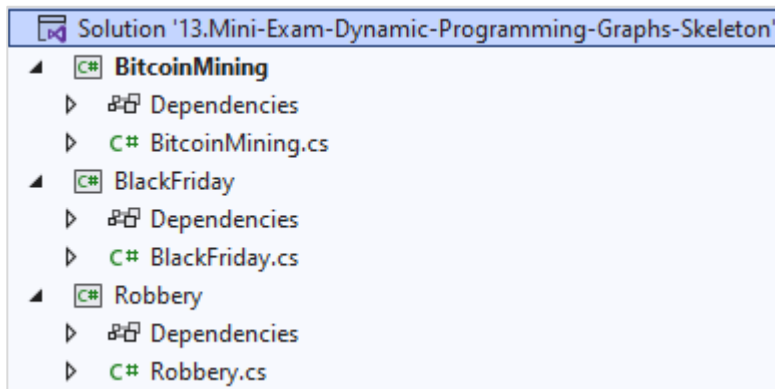 Solution '13.Mini-Exam-Dynamic-Programming-Graphs-Skeleton'
C# BitcoinMining
Dependencies
C# BitcoinMining.cs
C# BlackFriday
Dependencies
C# BlackFriday.cs
C# Robbery
Dependencies
C# Robbery.cs